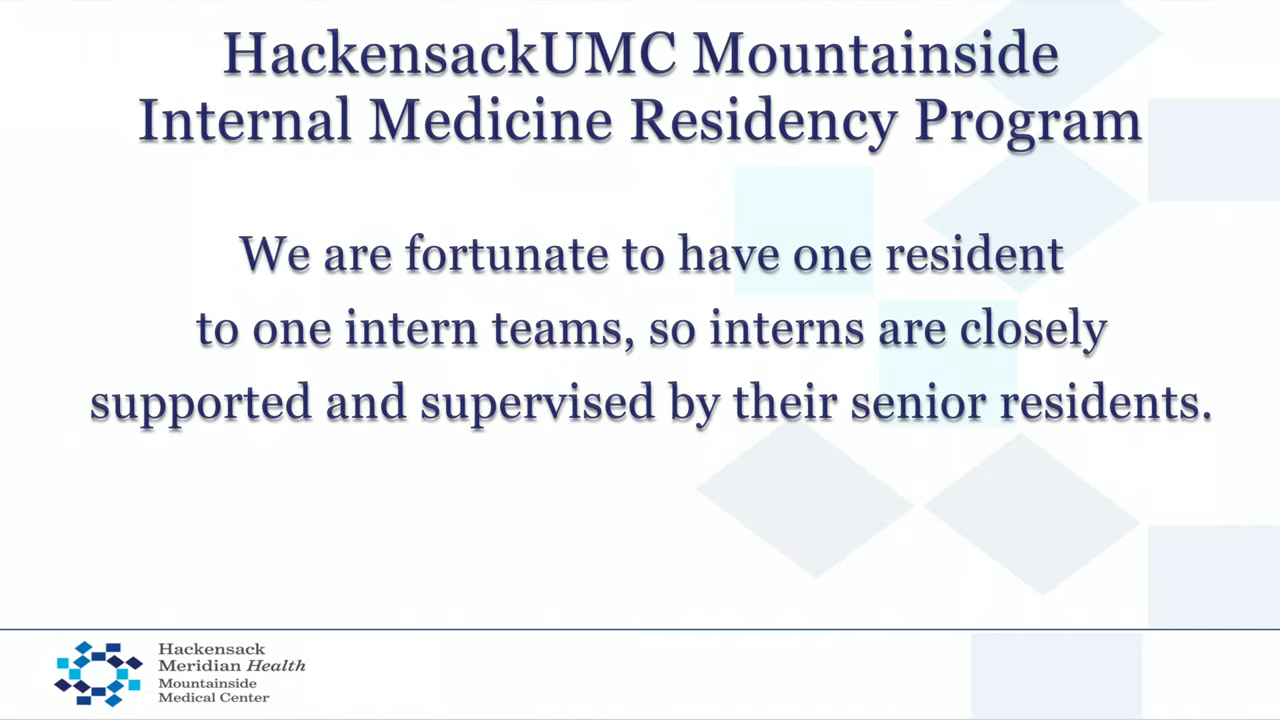 HackensackUMC Mountainside
Internal Medicine Residency Program
We are fortunate to have one resident
to one intern teams, so interns are closely
supported and supervised by their senior residents.
Hackensack
Meridian Health
Mountainside
Medical Center